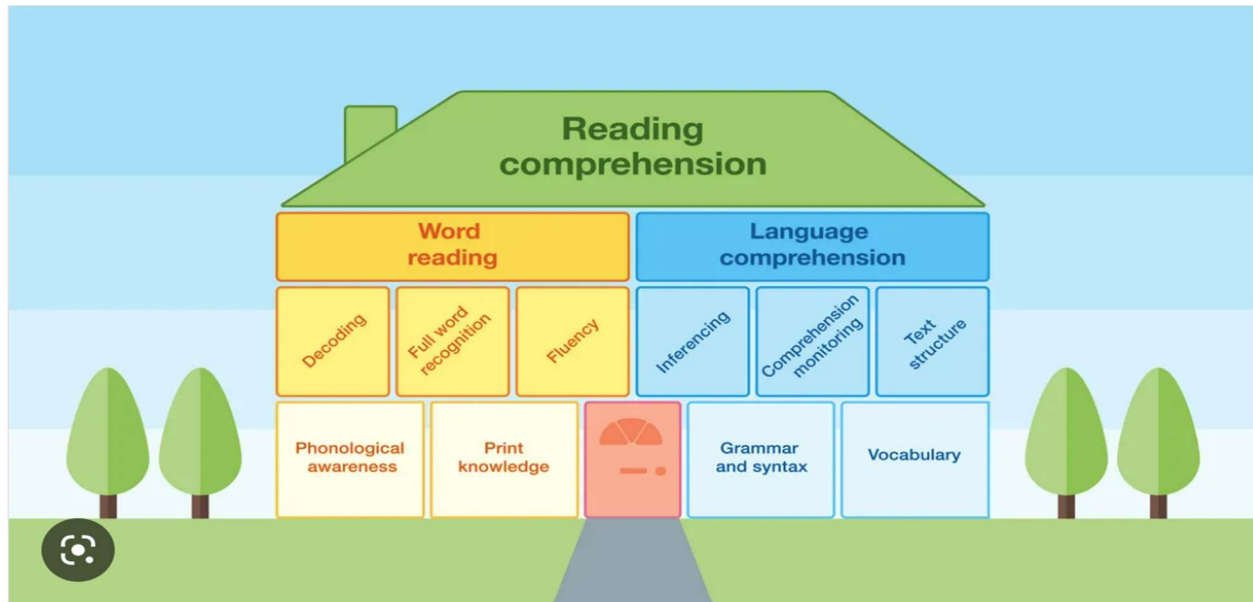 Reading
comprehension
Word
reading
Language
comprehension
Decoding
Full word
recognition
Fluency
Inferencing
Comprehension
monitoring
Text
structure
Phonological
awareness
Print
knowledge
Grammar
and syntax
Vocabulary